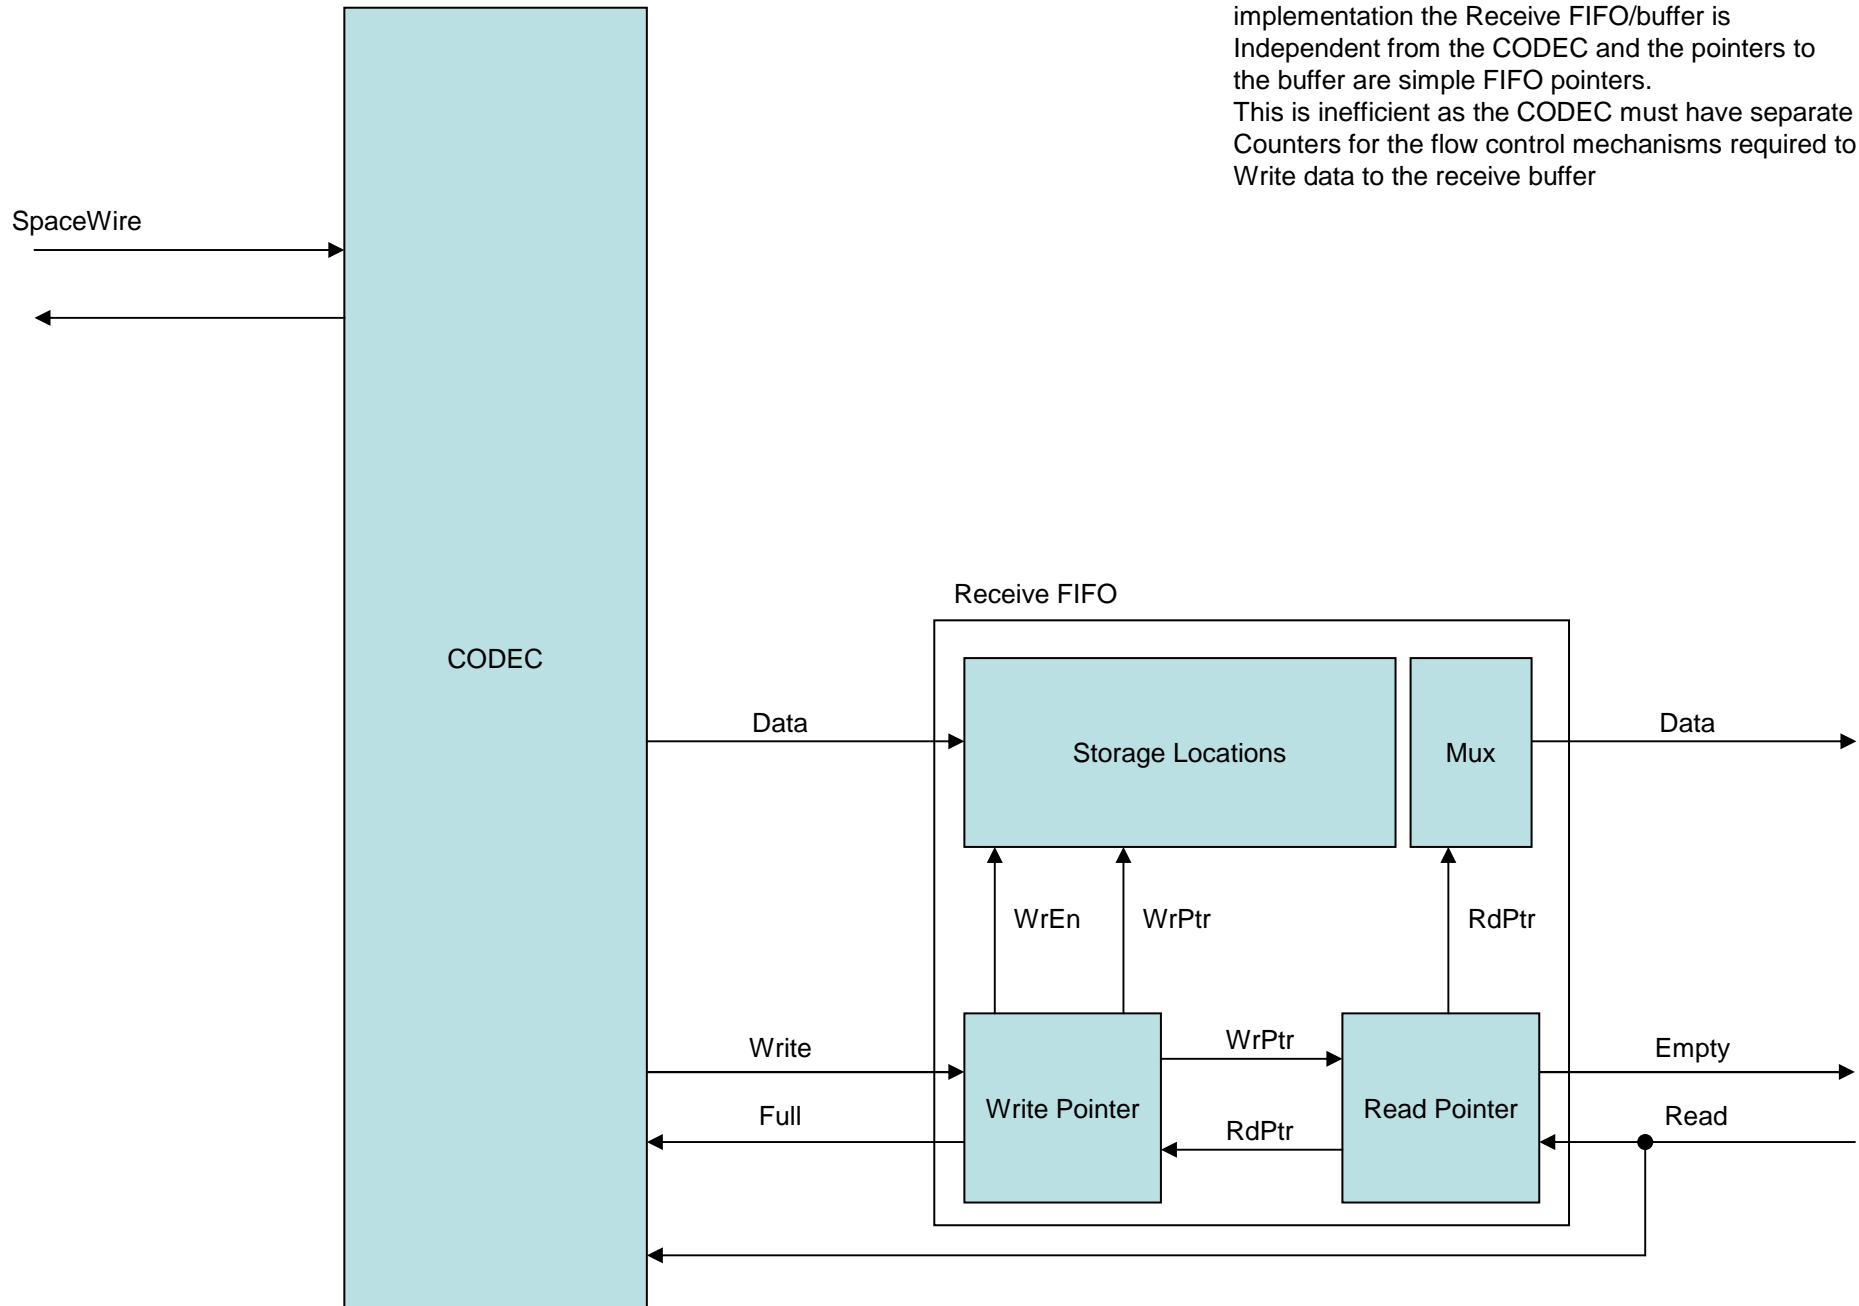 implementation the Receive FIFO/buffer is
Independent from the CODEC and the pointers to
the buffer are simple FIFO pointers.
This is inefficient as the CODEC must have separate
Counters for the flow control mechanisms required to
Write data to the receive buffer
SpaceWire
Receive FIFO
CODEC
Data
Storage Locations
Mux
Data
WrEn
WrPtr
RdPtr
Write
WrPtr
Empty
Write Pointer
Read Pointer
Full
RdPtr
Read